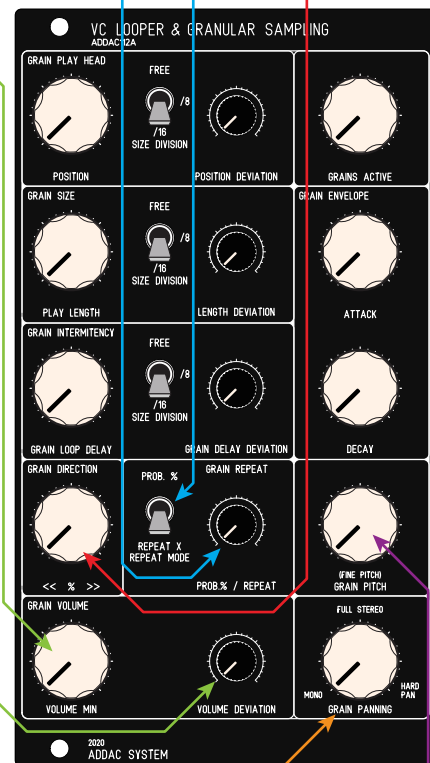 VC LOOPER & GRANULAR SAMPLING
ADDAC112A
GRAIN PLAY HEAD
FREE
/8
/16
SIZE DIVISION
POSITION
POSITION DEVIATION
GRAINS ACTIVE
GRAIN SIZE
FREE
/8
/16
SIZE DIVISION
PLAY LENGTH
LENGTH DEVIATION
GRAIN ENVELOPE
ATTACK
GRAIN INTERMITENCY
FREE
/8
/16
SIZE DIVISION
GRAIN LOOP DELAY
GRAIN DELAY DEVIATION
DECAY
GRAIN DIRECTION
<< % >>
PROB. %
GRAIN REPEAT
REPEAT X
REPEAT MODE
PROB.% / REPEAT
(FINE PITCH)
GRAIN PITCH
GRAIN VOLUME
VOLUME MIN
VOLUME DEVIATION
FULL STEREO
MONO
HARD
PAN
GRAIN PANNING
2020
ADDAC SYSTEM